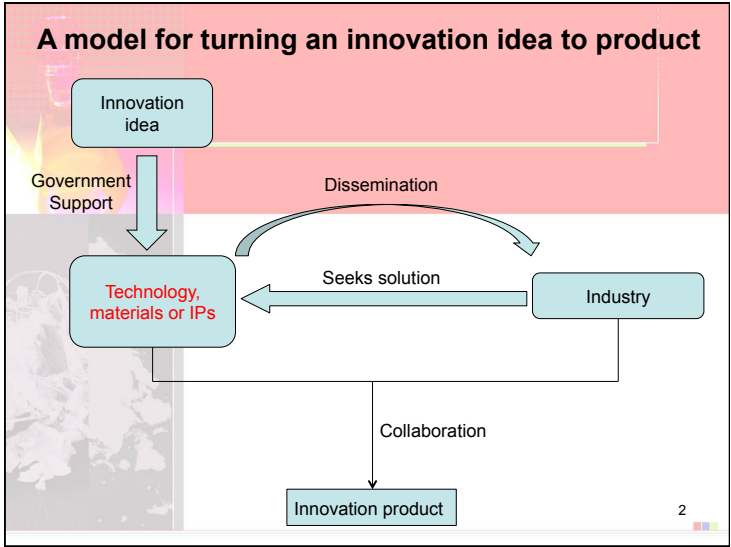 A model for turning an innovation idea to product
Innovation
idea
Government
Support
Dissemination
Technology,
materials or IPs
Seeks solution
Industry
Collaboration
Innovation product
2